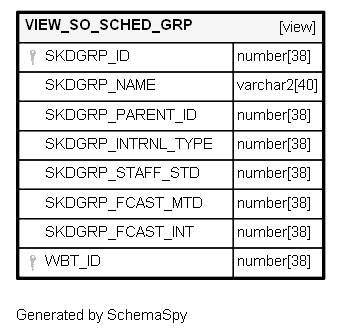 VIEW_SO_SCHED_GRP [view]
SKDGRP_ID number[38]
SKDGRP_NAME varchar2[40]
SKDGRP_PARENT_ID number[38]
SKDGRP_INTRNL_TYPE number[38]
SKDGRP_STAFF_STD number[38]
SKDGRP_FCAST_MTD number[38]
SKDGRP_FCAST_INT number[38]
WBT_ID number[38]
Generated by SchemaSpy